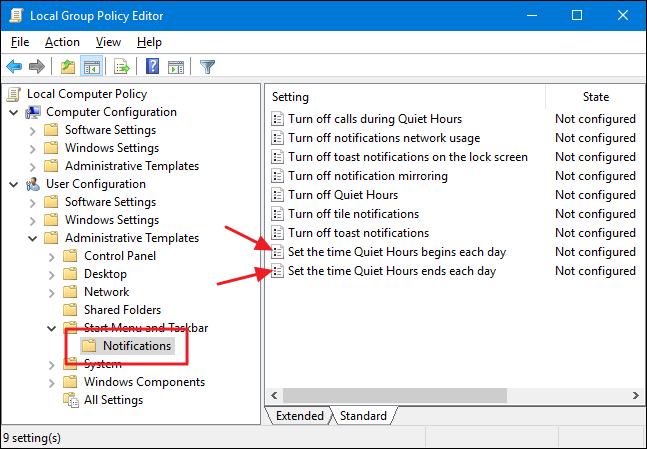 Local Group Policy Editor
File Action View Help
Local Computer Policy
Computer Configuration
Software Settings
Windows Settings
Administrative Templates
User Configuration
Software Settings
Windows Settings
Administrative Templates
Control Panel
Desktop
Network
Shared Folders
Start Menu and Taskbar
Notifications
System
Windows Components
All Settings
Setting State
Turn off calls during Quiet Hours Not configured
Turn off notifications network usage Not configured
Turn off toast notifications on the lock screen Not configured
Turn off notification mirroring Not configured
Turn off Quiet Hours Not configured
Turn off tile notifications Not configured
Turn off toast notifications Not configured
Set the time Quiet Hours begins each day Not configured
Set the time Quiet Hours ends each day Not configured
Extended Standard
9 setting(s)